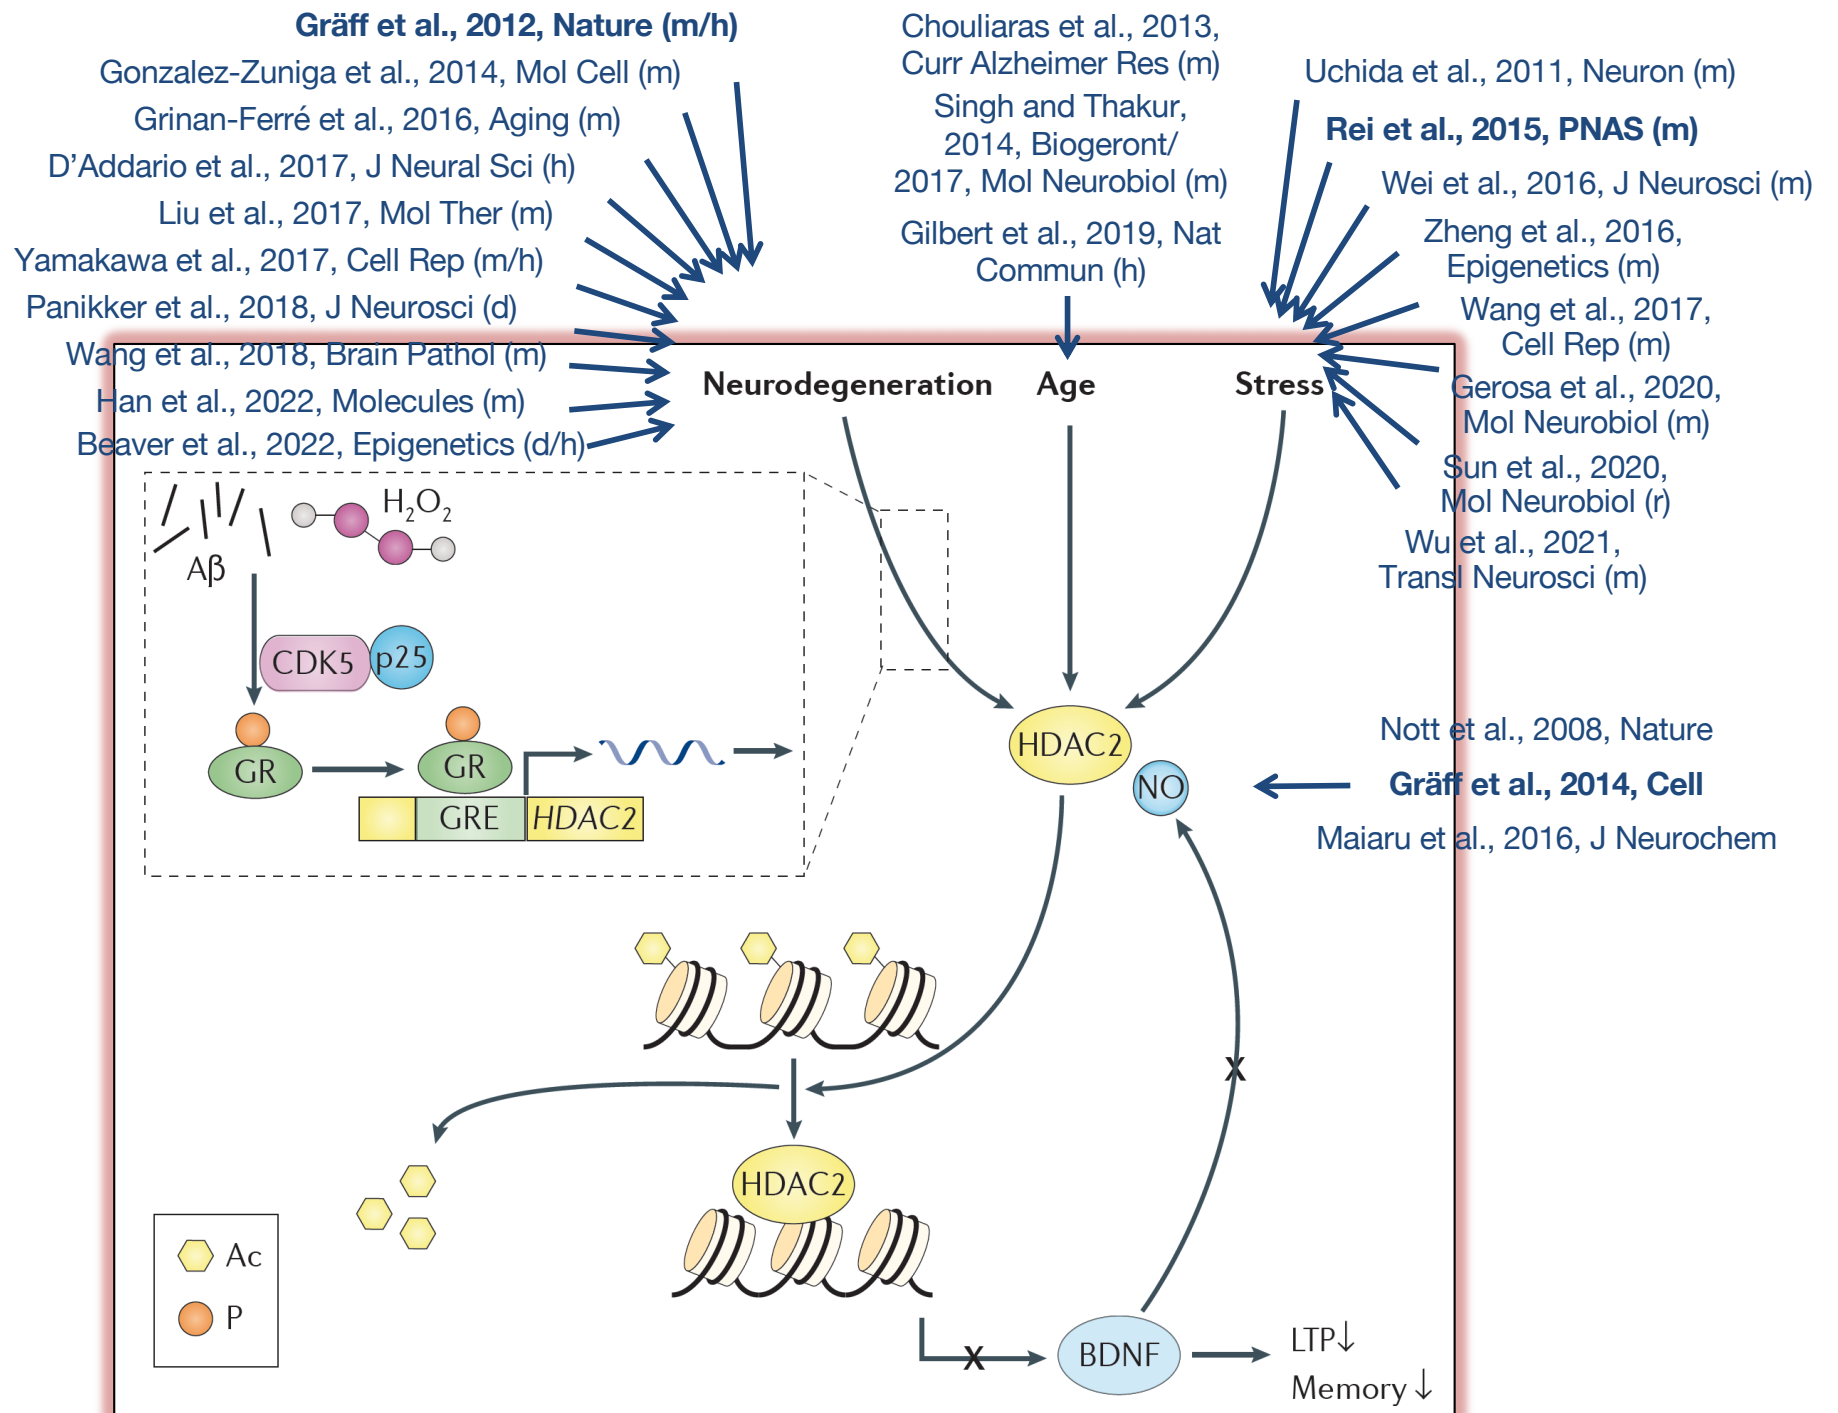 Gräff et al., 2012, Nature (m/h)
Gonzalez-Zuniga et al., 2014, Mol Cell (m)
Grinan-Ferré et al., 2016, Aging (m)
D'Addario et al., 2017, J Neural Sci (h)
Liu et al., 2017, Mol Ther (m)
Yamakawa et al., 2017, Cell Rep (m/h)
Panikker et al., 2018, J Neurosci (d)
Wang et al., 2018, Brain Pathol (m)
Han et al., 2022, Molecules (m)
Beaver et al., 2022, Epigenetics (d/h)
Chouliaras et al., 2013,
Curr Alzheimer Res (m)
Singh and Thakur,
2014, Biogeront/
2017, Mol Neurobiol (m)
Gilbert et al., 2019, Nat
Commun (h)
Uchida et al., 2011, Neuron (m)
Rei et al., 2015, PNAS (m)
Wei et al., 2016, J Neurosci (m)
Zheng et al., 2016,
Epigenetics (m)
Wang et al., 2017,
Cell Rep (m)
Gerosa et al., 2020,
Mol Neurobiol (m)
Sun et al., 2020,
Mol Neurobiol (r)
Wu et al., 2021,
Transl Neurosci (m)
Neurodegeneration
Age
Stress
H₂O₂
Aβ
CDK5
p25
GR
GR
GRE
HDAC2
HDAC2
NO
Nott et al., 2008, Nature
Gräff et al., 2014, Cell
Maiaru et al., 2016, J Neurochem
X
HDAC2
Ac
P
X
BDNF
LTP↓
Memory↓